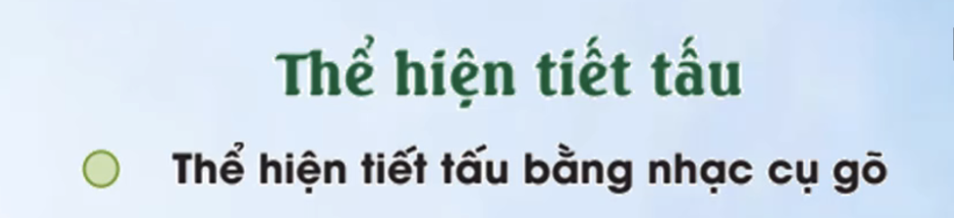 Thể hiện tiết tấu
Thể hiện tiết tấu bằng nhạc cụ gõ